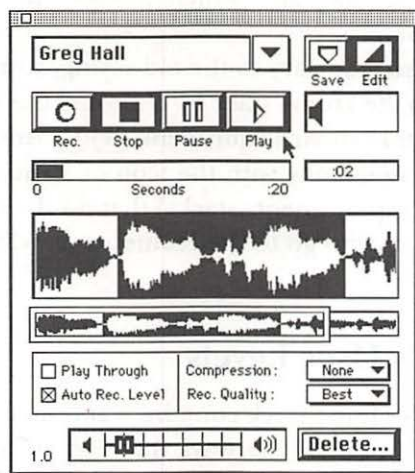 Greg Hall
Save Edit
Rec. Stop Pause Play
:02
0 Seconds :20
Play Through
Auto Rec. Level
Compression: None
Rec. Quality: Best
1.0
Delete...